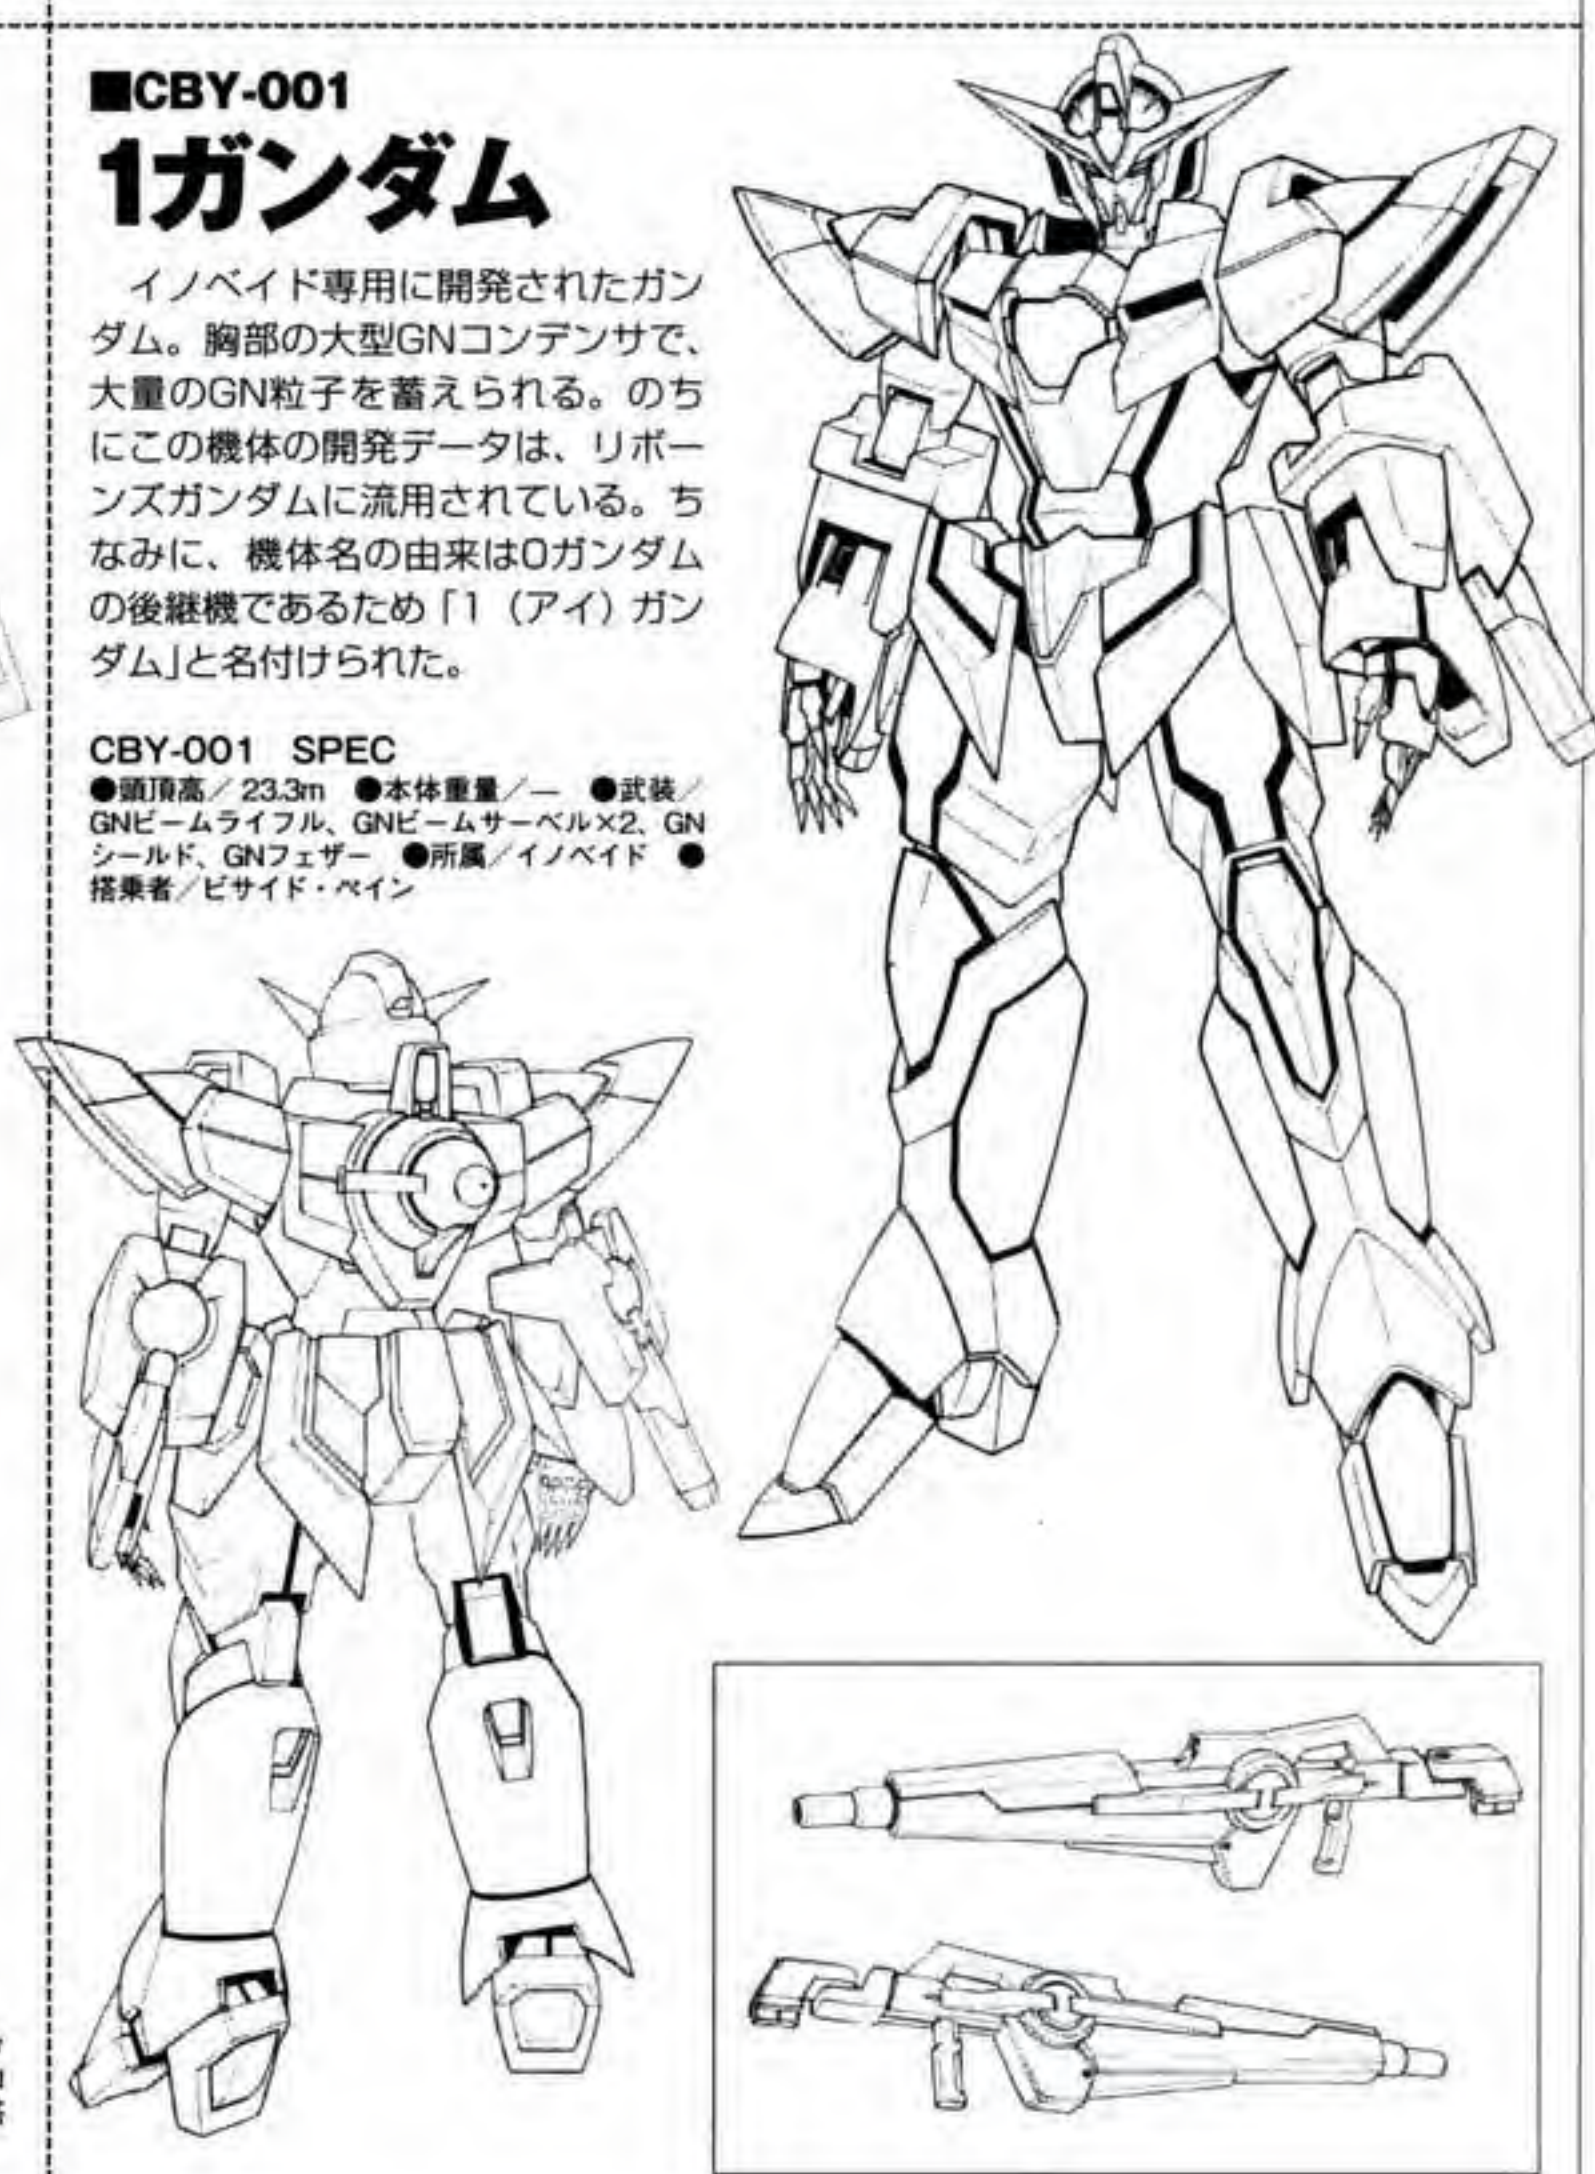 ■CBY-001
1ガンダム
イノベイド専用に開発されたガン
ダム。胸部の大型GNコンデンサで、
大量のGN粒子を蓄えられる。のち
にこの機体の開発データは、リボー
ンズガンダムに流用されている。ち
なみに、機体名の由来は0ガンダム
の後継機であるため「1（アイ）ガン
ダム」と名付けられた。
CBY-001 SPEC
●頭頂高／23.3m ●本体重量／— ●武装／
GNビームライフル、GNビームサーベル×2、GN
シールド、GNフェザー ●所属／イノベイド ●
搭乗者／ビサイド・ペイン